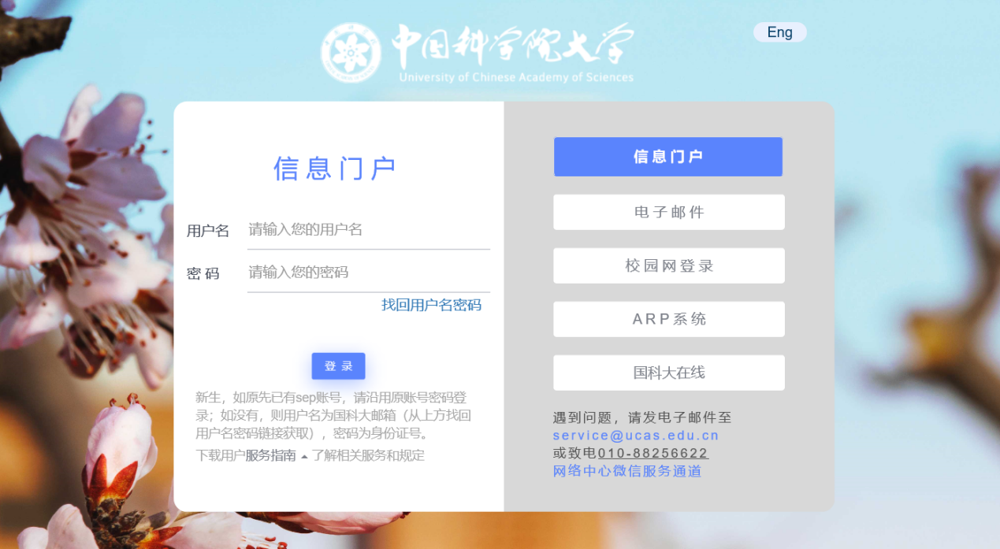 中国科学院大学
University of Chinese Academy of Sciences
Eng
信息门户
用户名 请输入您的用户名
密 码 请输入您的密码
找回用户名密码
登 录
新生，如原先已有sep账号，请沿用原账号密码登
录；如没有，则用户名为国科大邮箱（从上方找回
用户名密码链接获取），密码为身份证号。
下载用户服务指南 了解相关服务和规定
信息门户
电子邮件
校园网登录
ARP系统
国科大在线
遇到问题，请发电子邮件至
service@ucas.edu.cn
或致电010-88256622
网络中心微信服务通道